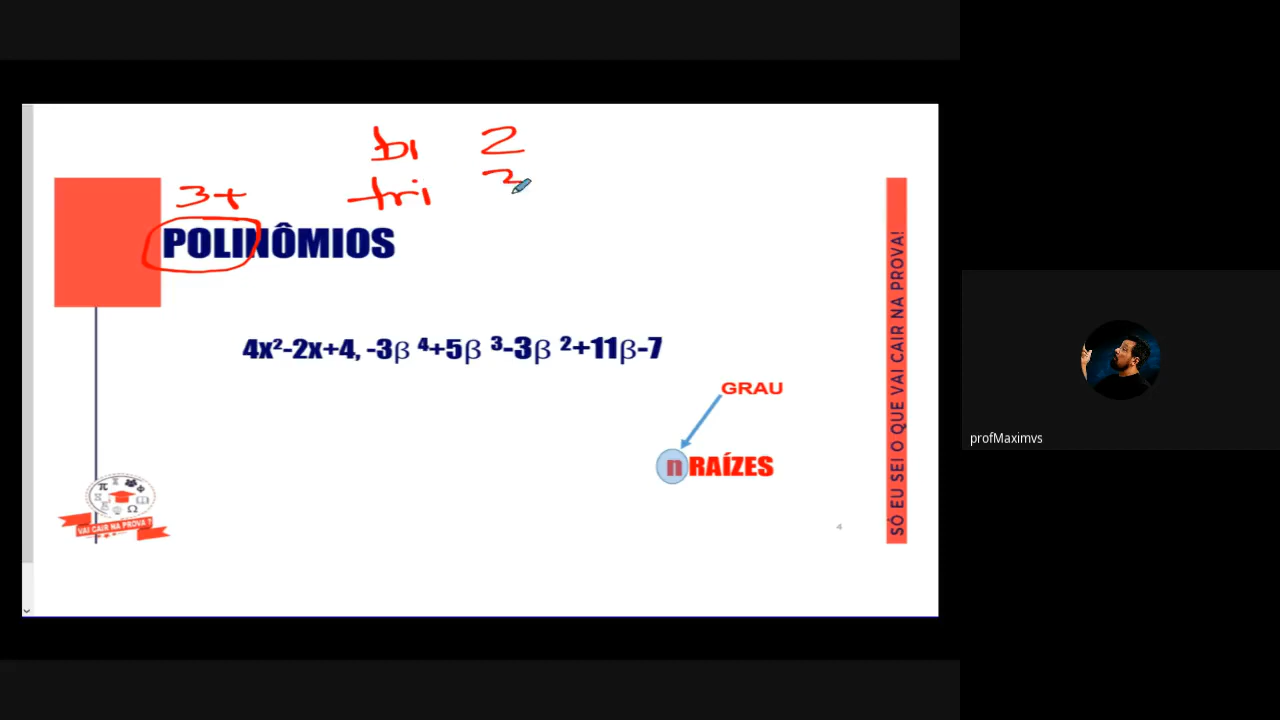 bi 2
tri 3
3+
POLINÔMIOS
4x²-2x+4, -3β ⁴+5β ³-3β ²+11β-7
GRAU
n RAÍZES
VAI CAIR NA PROVA ?
4
SÓ EU SEI O QUE VAI CAIR NA PROVA!
profMaximvs